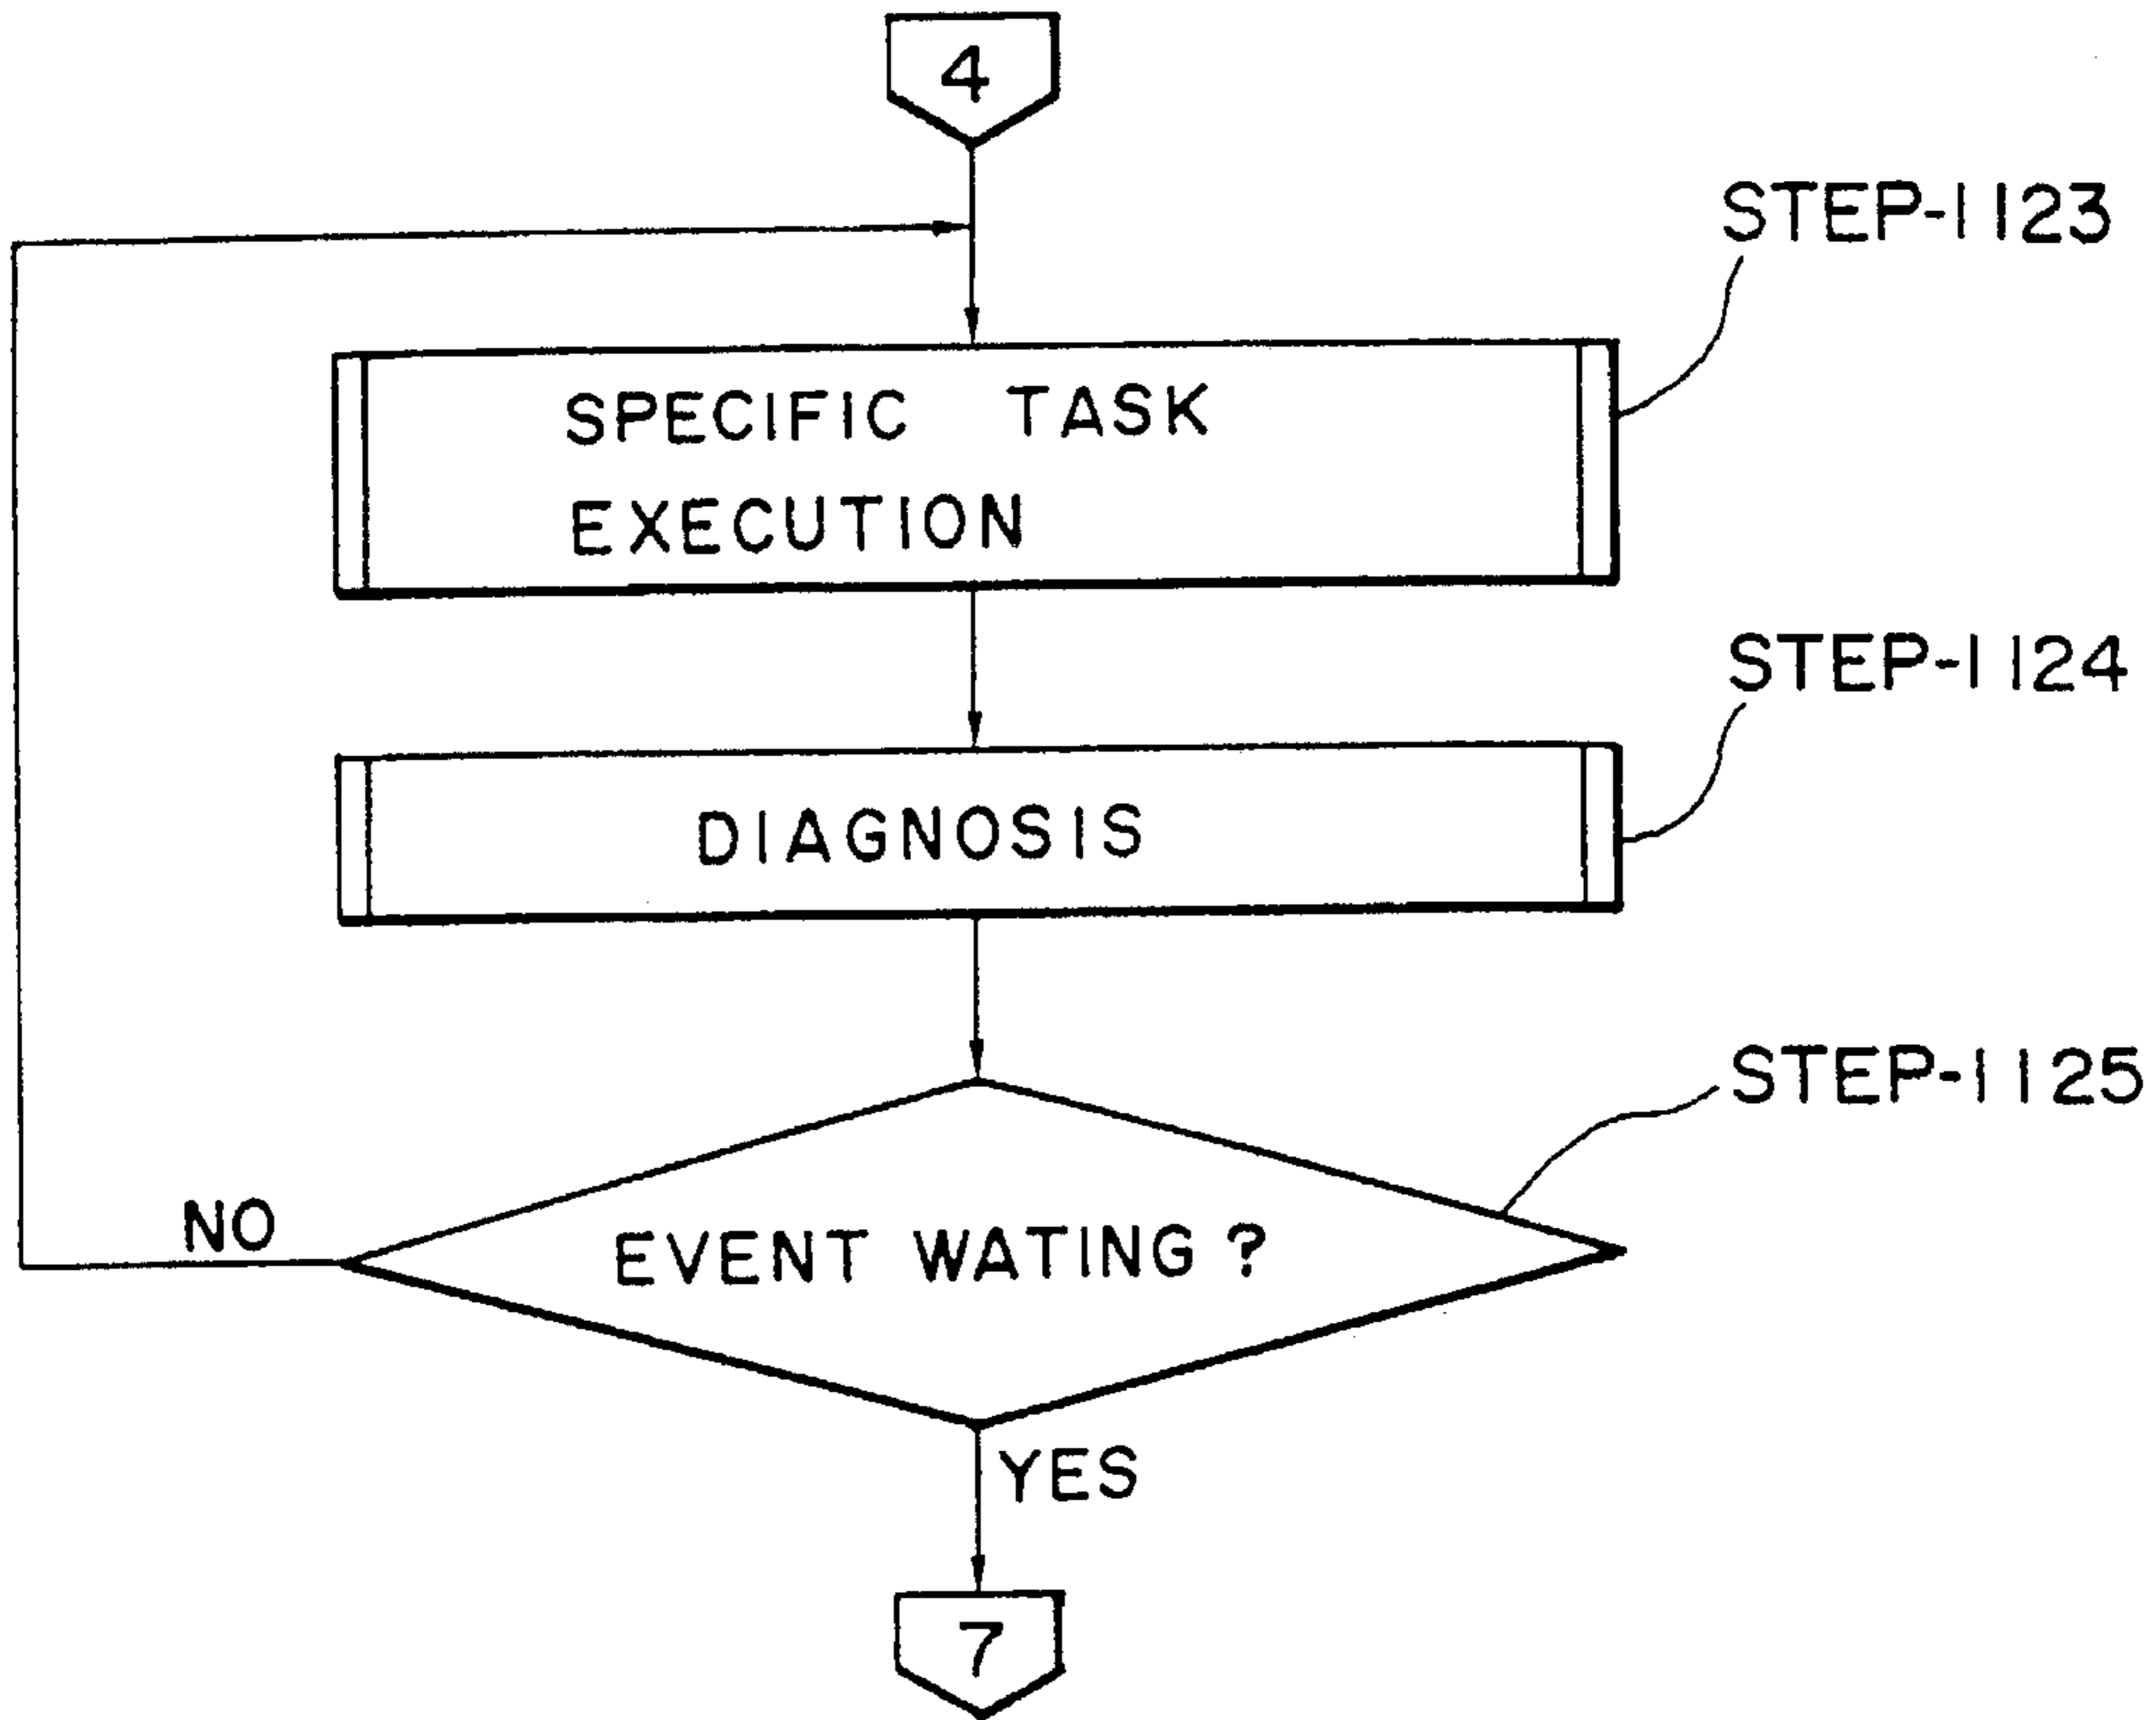 4
STEP-1123
SPECIFIC TASK
EXECUTION
STEP-1124
DIAGNOSIS
STEP-1125
NO
EVENT WATING ?
YES
7